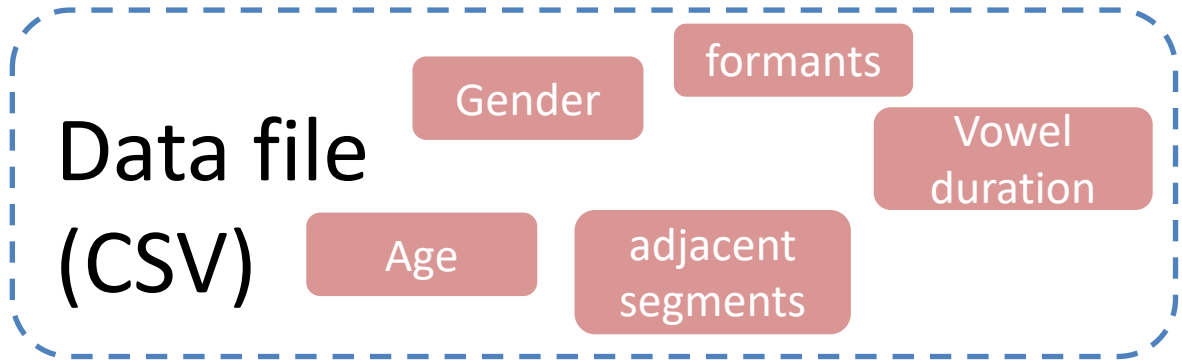 Data file
(CSV)
Gender
formants
Vowel
duration
Age
adjacent
segments